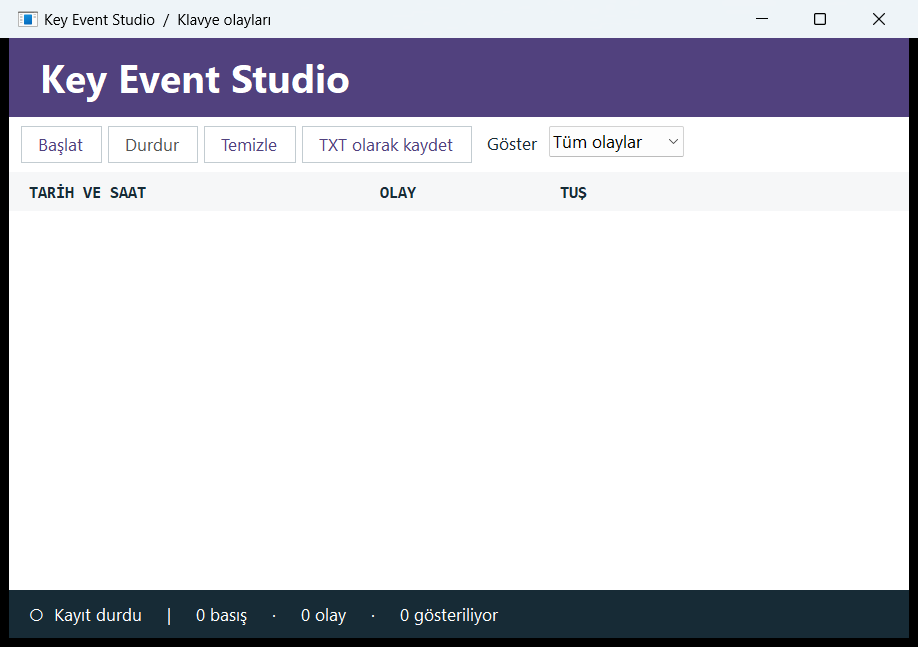 Key Event Studio / Klavye olayları
Key Event Studio
Başlat Durdur Temizle TXT olarak kaydet Göster Tüm olaylar
TARİH VE SAAT OLAY TUŞ
Kayıt durdu | 0 basış · 0 olay · 0 gösteriliyor